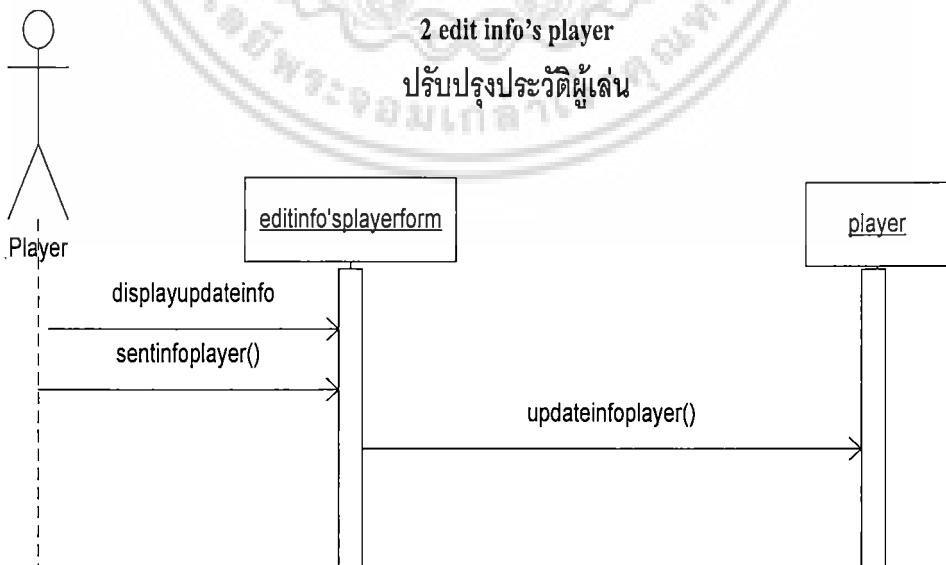 2 edit info's player
ปรับปรุงประวัติผู้เล่น
Player
editinfo'splayerform
player
displayupdateinfo
sentinfoplayer()
updateinfoplayer()